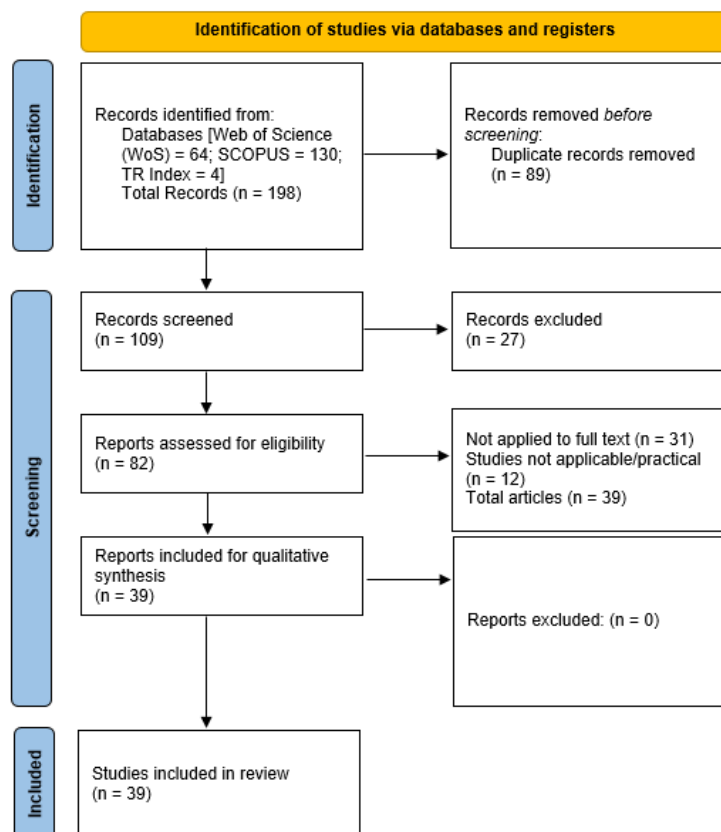 Identification of studies via databases and registers
Identification
Records identified from:
Databases [Web of Science
(WoS) = 64; SCOPUS = 130;
TR Index = 4]
Total Records (n = 198)
Records removed before
screening:
Duplicate records removed
(n = 89)
Screening
Records screened
(n = 109)
Records excluded
(n = 27)
Reports assessed for eligibility
(n = 82)
Not applied to full text (n = 31)
Studies not applicable/practical
(n = 12)
Total articles (n = 39)
Reports included for qualitative
synthesis
(n = 39)
Reports excluded: (n = 0)
Included
Studies included in review
(n = 39)